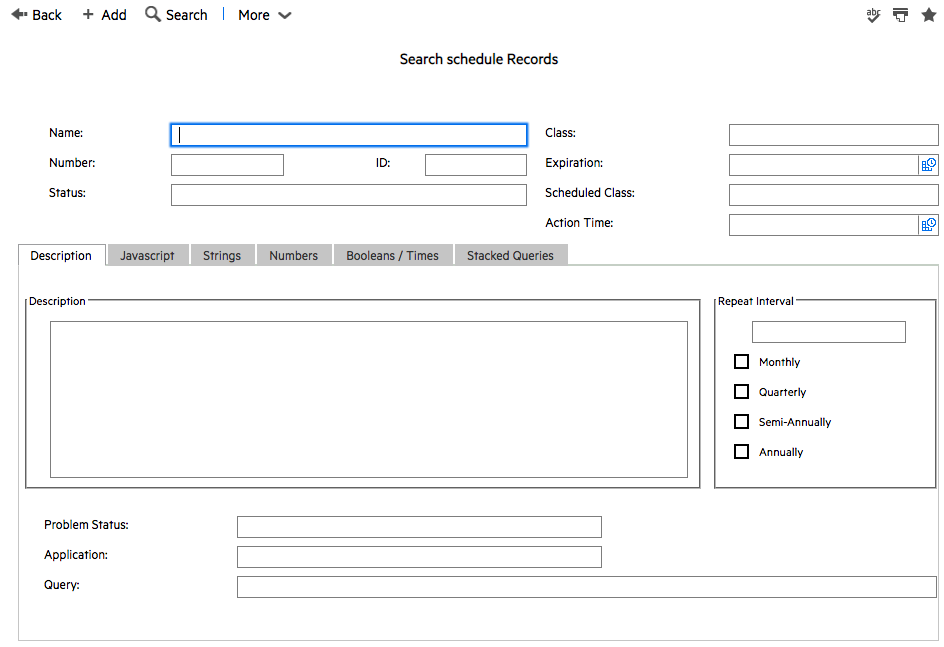 Back Add Search More abc
Search schedule Records
Name: Class:
Number: ID: Expiration:
Status: Scheduled Class:
Action Time:
Description Javascript Strings Numbers Booleans / Times Stacked Queries
Description Repeat Interval
Monthly
Quarterly
Semi-Annually
Annually
Problem Status:
Application:
Query: